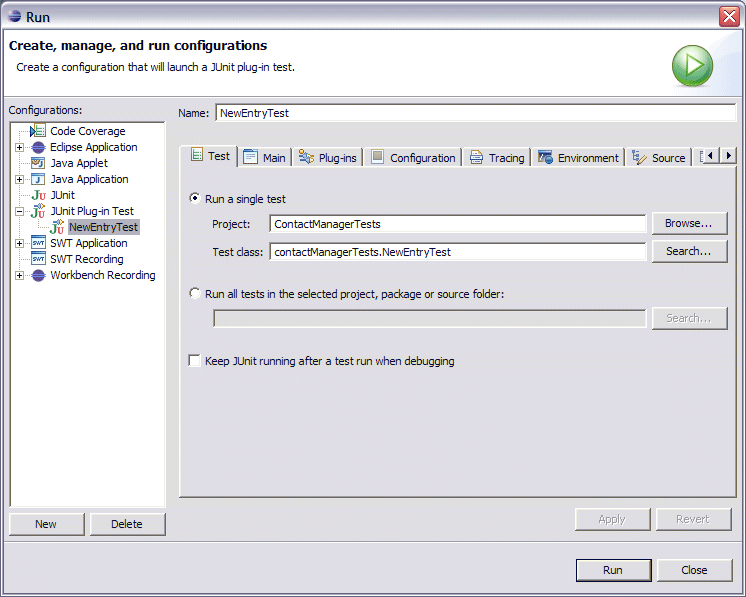 Run
Create, manage, and run configurations
Create a configuration that will launch a JUnit plug-in test.
Configurations:
Code Coverage
Eclipse Application
Java Applet
Java Application
JUnit
JUnit Plug-in Test
NewEntryTest
SWT Application
SWT Recording
Workbench Recording
New Delete
Name: NewEntryTest
Test Main Plug-ins Configuration Tracing Environment Source
Run a single test
Project: ContactManagerTests Browse...
Test class: contactManagerTests.NewEntryTest Search...
Run all tests in the selected project, package or source folder:
Search...
Keep JUnit running after a test run when debugging
Apply Revert
Run Close